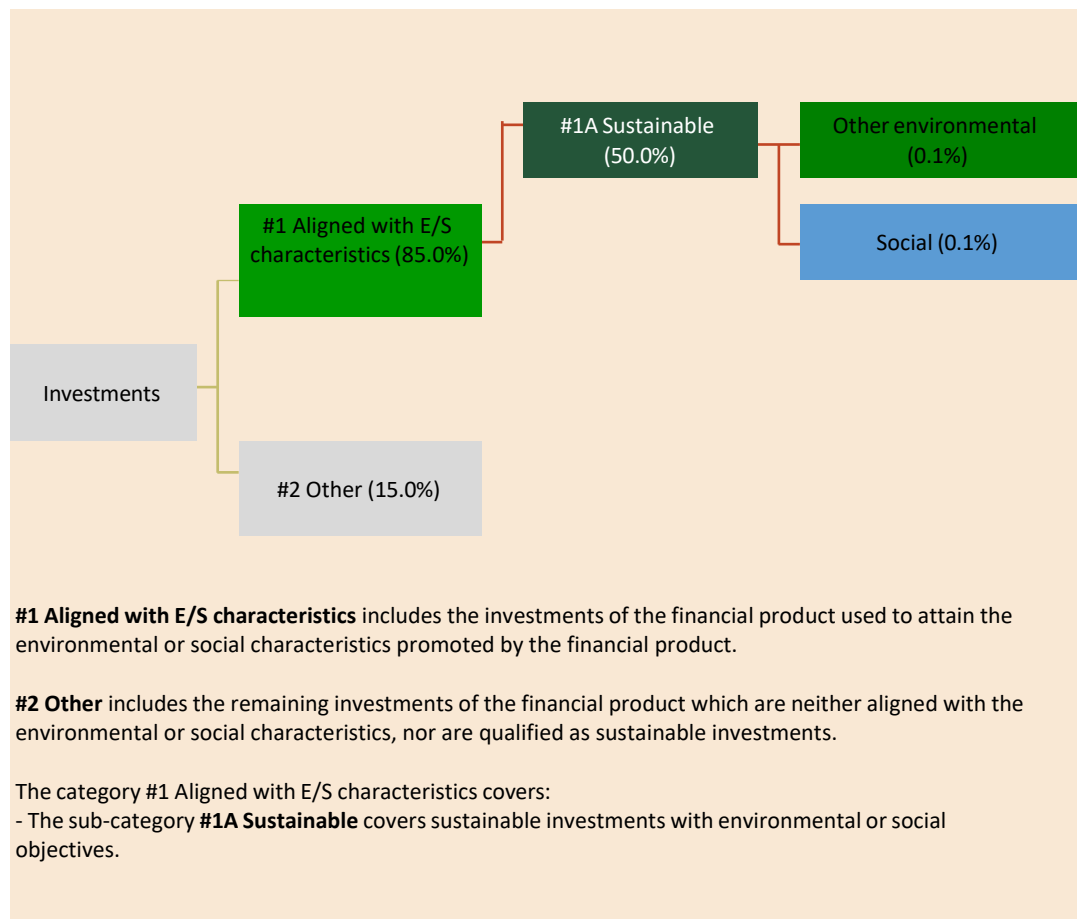 #1A Sustainable
(50.0%)
Other environmental
(0.1%)
#1 Aligned with E/S
characteristics (85.0%)
Social (0.1%)
Investments
#2 Other (15.0%)
#1 Aligned with E/S characteristics includes the investments of the financial product used to attain the
environmental or social characteristics promoted by the financial product.
#2 Other includes the remaining investments of the financial product which are neither aligned with the
environmental or social characteristics, nor are qualified as sustainable investments.
The category #1 Aligned with E/S characteristics covers:
- The sub-category #1A Sustainable covers sustainable investments with environmental or social
objectives.